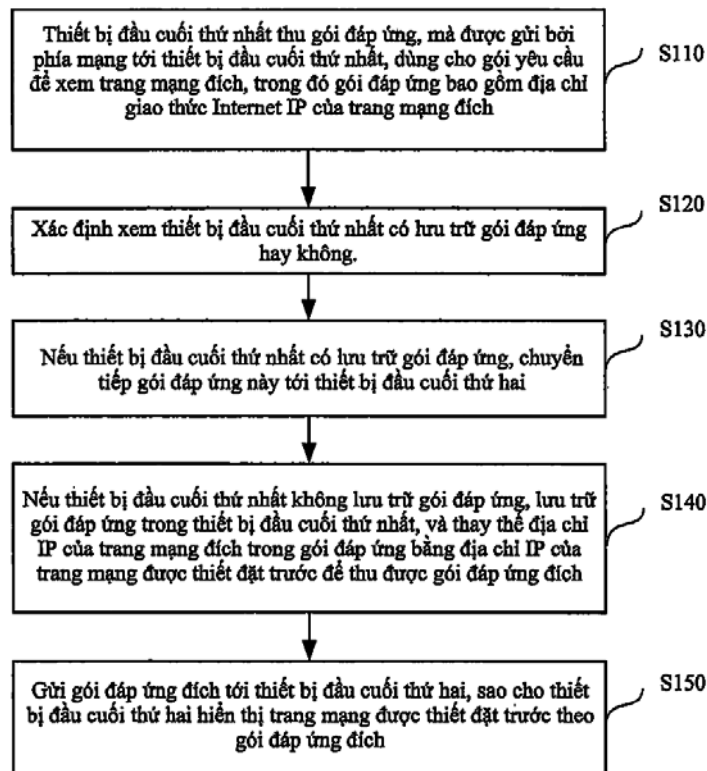 Thiết bị đầu cuối thứ nhất thu gói đáp ứng, mà được gửi bởi
phía mạng tới thiết bị đầu cuối thứ nhất, dùng cho gọi yêu cầu
để xem trang mạng đích, trong đó gói đáp ứng bao gồm địa chỉ
giao thức Internet IP của trang mạng đích
S110
Xác định xem thiết bị đầu cuối thứ nhất có lưu trữ gói đáp ứng
hay không.
S120
Nếu thiết bị đầu cuối thứ nhất có lưu trữ gói đáp ứng, chuyển
tiếp gói đáp ứng này tới thiết bị đầu cuối thứ hai
S130
Nếu thiết bị đầu cuối thứ nhất không lưu trữ gói đáp ứng, lưu trữ
gói đáp ứng trong thiết bị đầu cuối thứ nhất, và thay thế địa chỉ
IP của trang mạng đích trong gói đáp ứng bằng địa chỉ IP của
trang mạng được thiết đặt trước để thu được gói đáp ứng đích
S140
Gửi gói đáp ứng đích tới thiết bị đầu cuối thứ hai, sao cho thiết
bị đầu cuối thứ hai hiển thị trang mạng được thiết đặt trước theo
gói đáp ứng đích
S150